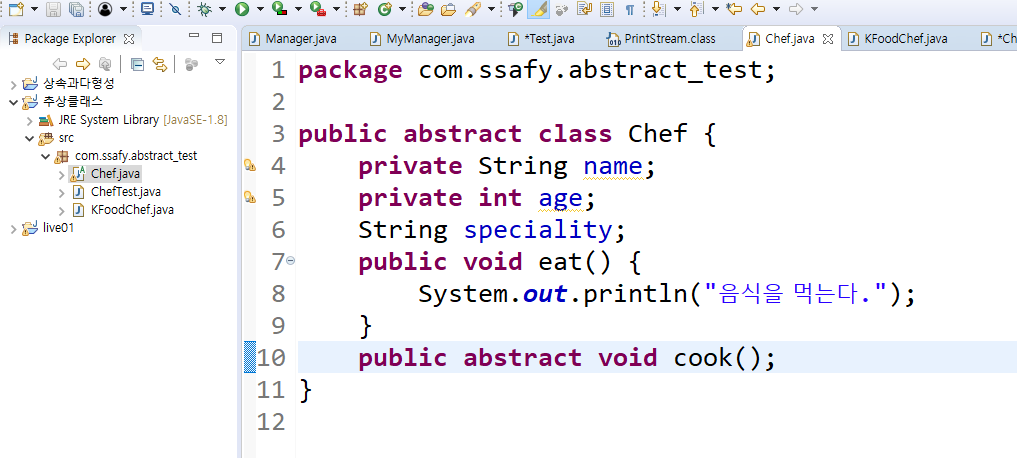 Package Explorer
상속과다형성
추상클래스
JRE System Library [JavaSE-1.8]
src
com.ssafy.abstract_test
Chef.java
ChefTest.java
KFoodChef.java
live01
Manager.java MyManager.java *Test.java PrintStream.class Chef.java KFoodChef.java *Ch
1 package com.ssafy.abstract_test;
2
3 public abstract class Chef {
4 private String name;
5 private int age;
6 String speciality;
7 public void eat() {
8 System.out.println("음식을 먹는다.");
9 }
10 public abstract void cook();
11 }
12